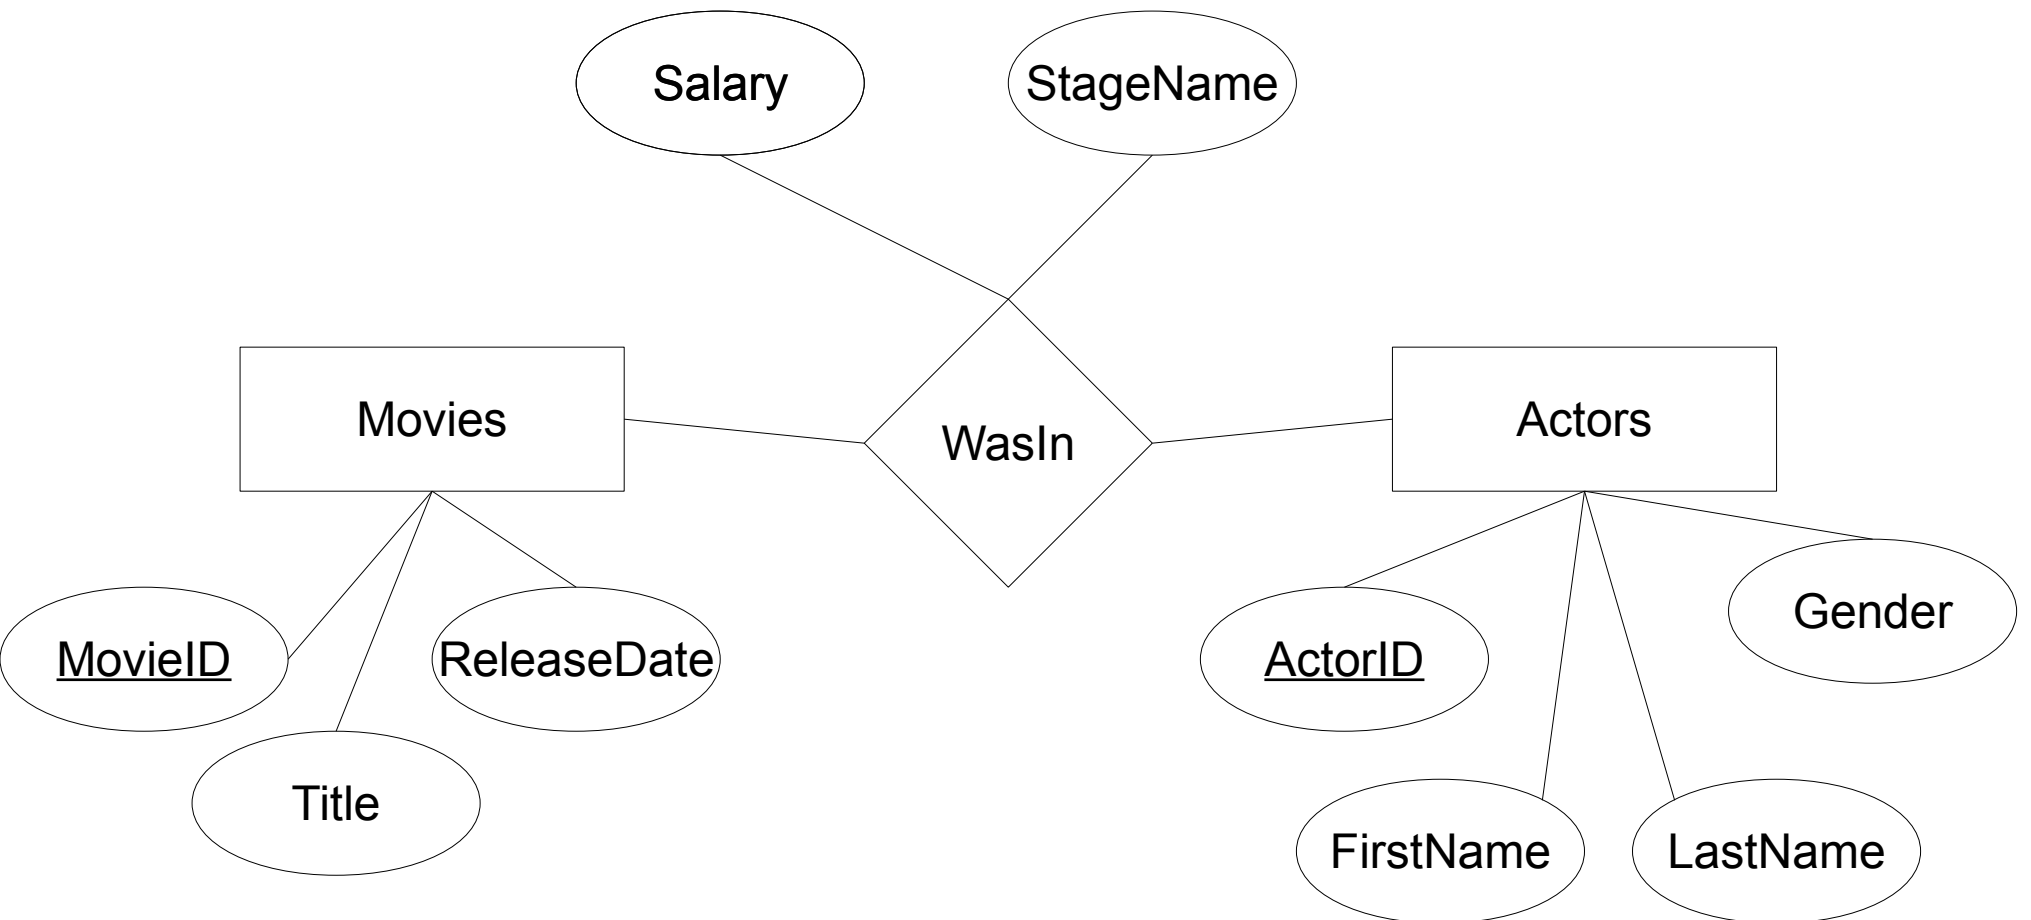 Salary
StageName
Movies
WasIn
Actors
MovieID
ReleaseDate
Title
ActorID
Gender
FirstName
LastName